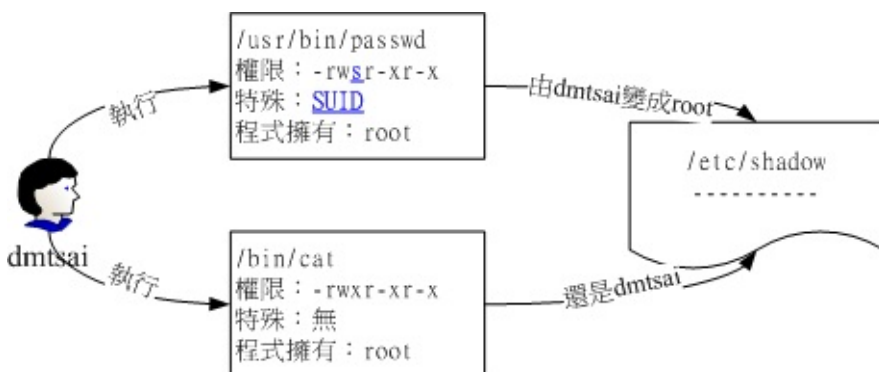 /usr/bin/passwd
權限：-rwsr-xr-x
特殊：SUID
程式擁有：root
執行
由dmtsai變成root
/etc/shadow
----------
dmtsai
執行
/bin/cat
權限：-rwxr-xr-x
特殊：無
程式擁有：root
還是dmtsai